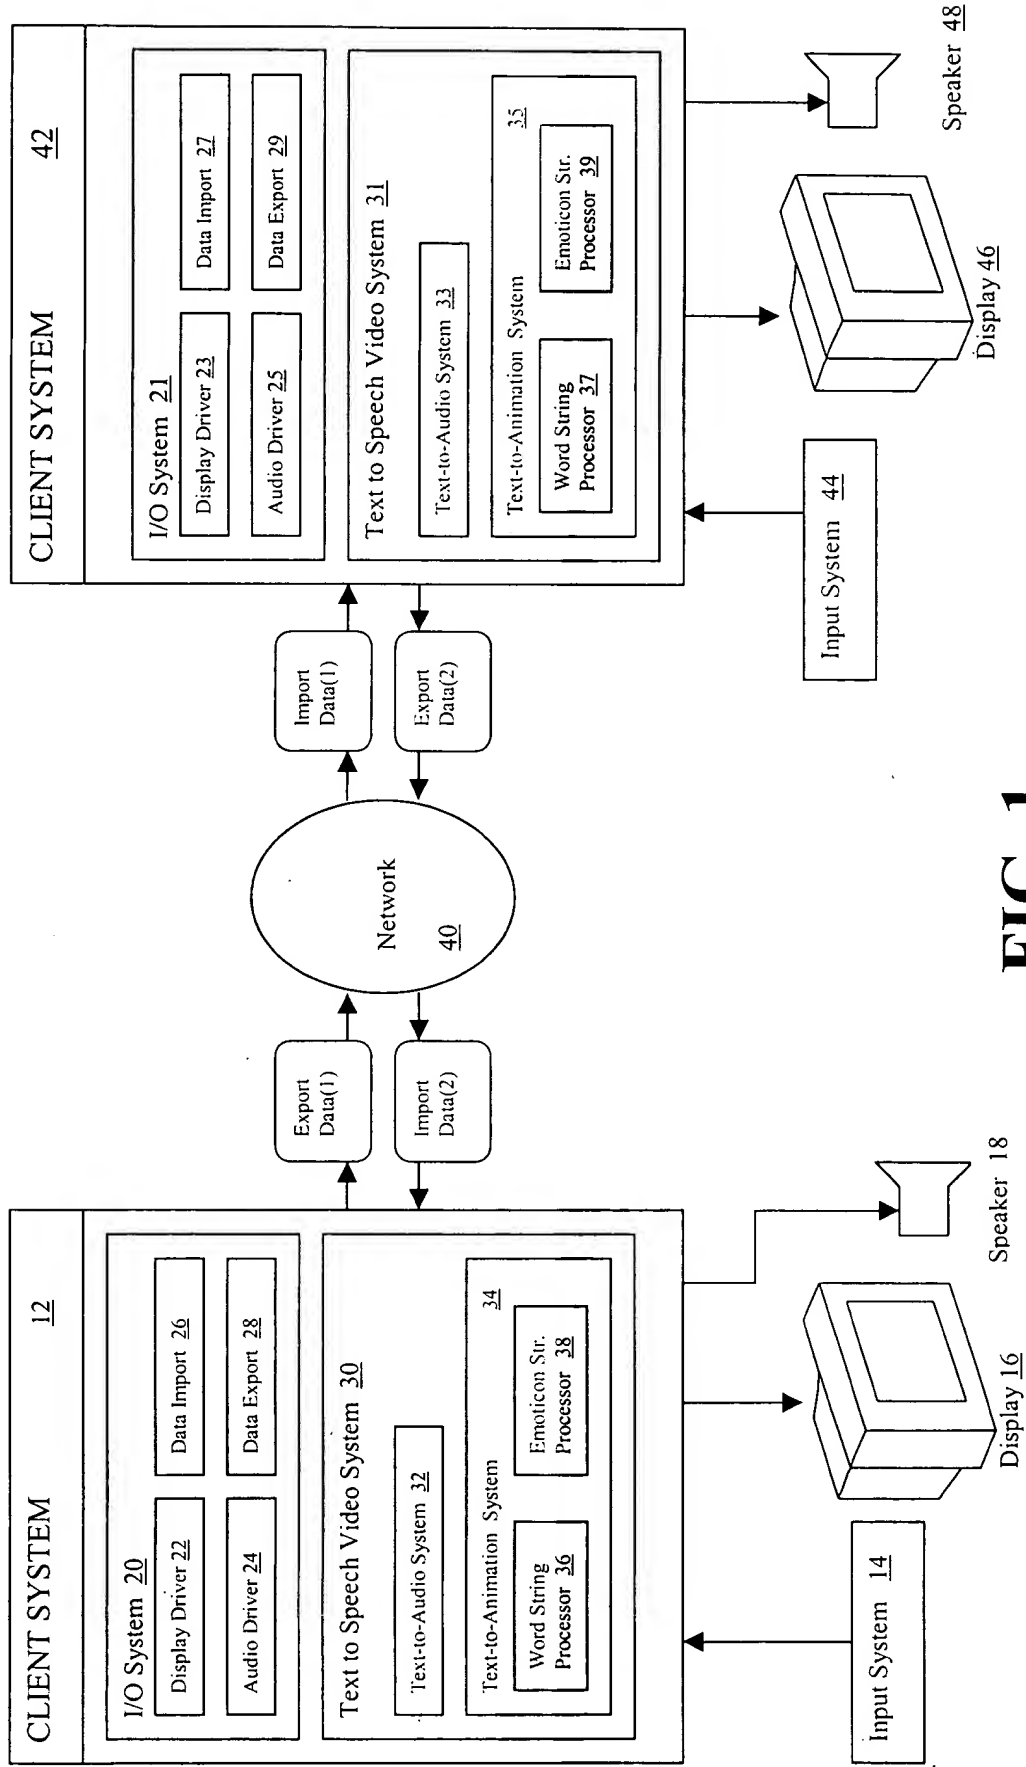 CLIENT SYSTEM 12
I/O System 20
Display Driver 22
Data Import 26
Audio Driver 24
Data Export 28
Text to Speech Video System 30
Text-to-Audio System 32
Text-to-Animation System 34
Word String
Processor 36
Emoticon Str.
Processor 38
Input System 14
Display 16
Speaker 18
Export
Data(1)
Import
Data(2)
Network
40
Import
Data(1)
Export
Data(2)
CLIENT SYSTEM 42
I/O System 21
Display Driver 23
Data Import 27
Audio Driver 25
Data Export 29
Text to Speech Video System 31
Text-to-Audio System 33
Text-to-Animation System 35
Word String
Processor 37
Emoticon Str.
Processor 39
Input System 44
Display 46
Speaker 48
FIG. 1